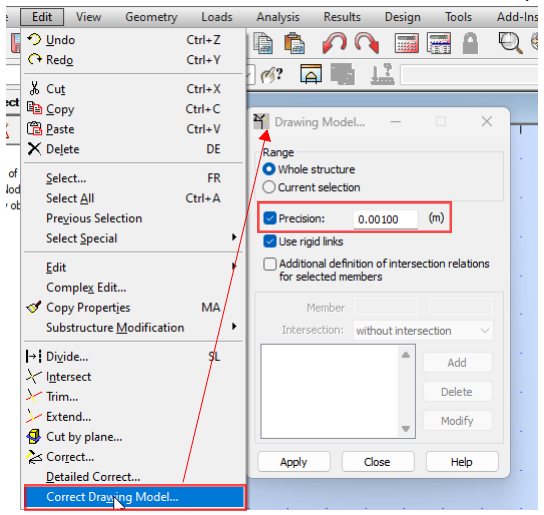 Edit View Geometry Loads Analysis Results Design Tools Add-Ins
Undo Ctrl+Z
Redo Ctrl+Y
Cut Ctrl+X
Copy Ctrl+C
Paste Ctrl+V
Delete DE
Select... FR
Select All Ctrl+A
Previous Selection
Select Special
Edit
Complex Edit...
Copy Properties MA
Substructure Modification
Divide... SL
Intersect
Trim...
Extend...
Cut by plane...
Correct...
Detailed Correct...
Correct Drawing Model...
?
ect
of
Nod
y ob
Drawing Model...
Range
Whole structure
Current selection
Precision: 0.00100 (m)
Use rigid links
Additional definition of intersection relations
for selected members
Member
Intersection: without intersection
Add
Delete
Modify
Apply Close Help